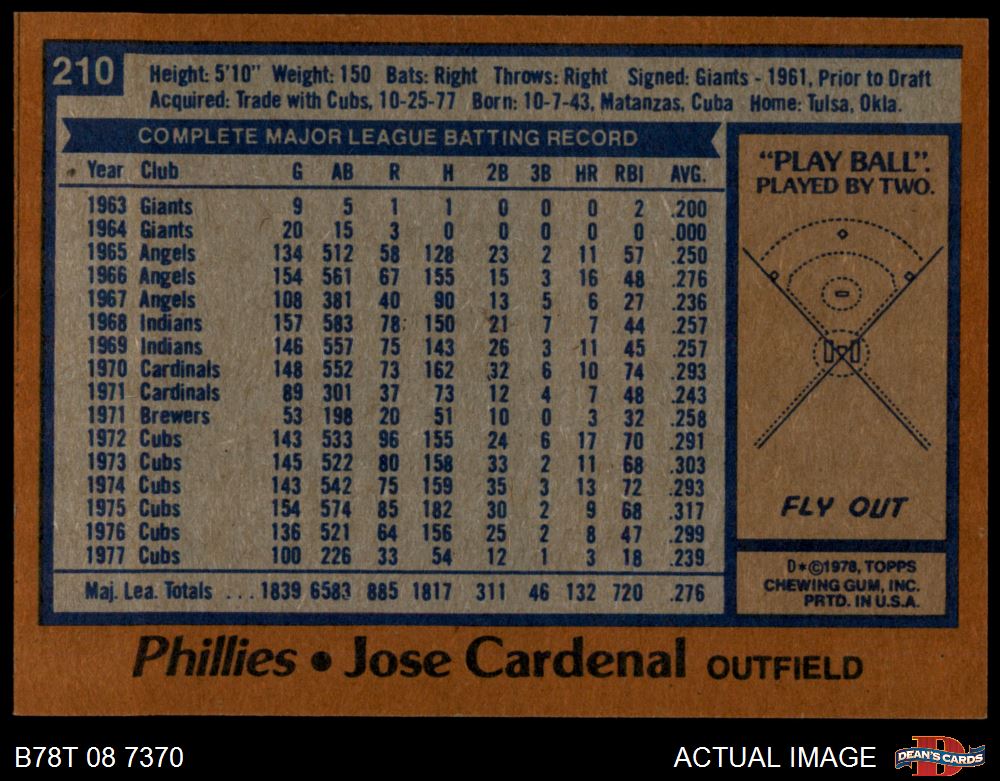 210
Height: 5'10" Weight: 150 Bats: Right Throws: Right Signed: Giants - 1961, Prior to Draft
Acquired: Trade with Cubs, 10-25-77 Born: 10-7-43, Matanzas, Cuba Home: Tulsa, Okla.
COMPLETE MAJOR LEAGUE BATTING RECORD
Year Club G AB R H 2B 3B HR RBI AVG.
1963 Giants 9 5 1 1 0 0 0 2 .200
1964 Giants 20 15 3 0 0 0 0 0 .000
1965 Angels 134 512 58 128 23 2 11 57 .250
1966 Angels 154 561 67 155 15 3 16 48 .276
1967 Angels 108 381 40 90 13 5 6 27 .236
1968 Indians 157 583 78 150 21 7 7 44 .257
1969 Indians 146 557 75 143 26 3 11 45 .257
1970 Cardinals 148 552 73 162 32 6 10 74 .293
1971 Cardinals 89 301 37 73 12 4 7 48 .243
1971 Brewers 53 198 20 51 10 0 3 32 .258
1972 Cubs 143 533 96 155 24 6 17 70 .291
1973 Cubs 145 522 80 158 33 2 11 68 .303
1974 Cubs 143 542 75 159 35 3 13 72 .293
1975 Cubs 154 574 85 182 30 2 9 68 .317
1976 Cubs 136 521 64 156 25 2 8 47 .299
1977 Cubs 100 226 33 54 12 1 3 18 .239
Maj. Lea. Totals ... 1839 6583 885 1817 311 46 132 720 .276
"PLAY BALL".
PLAYED BY TWO.
FLY OUT
D*©1978, TOPPS
CHEWING GUM, INC.
PRTD. IN U.S.A.
Phillies • Jose Cardenal OUTFIELD
B78T 08 7370
ACTUAL IMAGE
D
DEAN'S CARDS